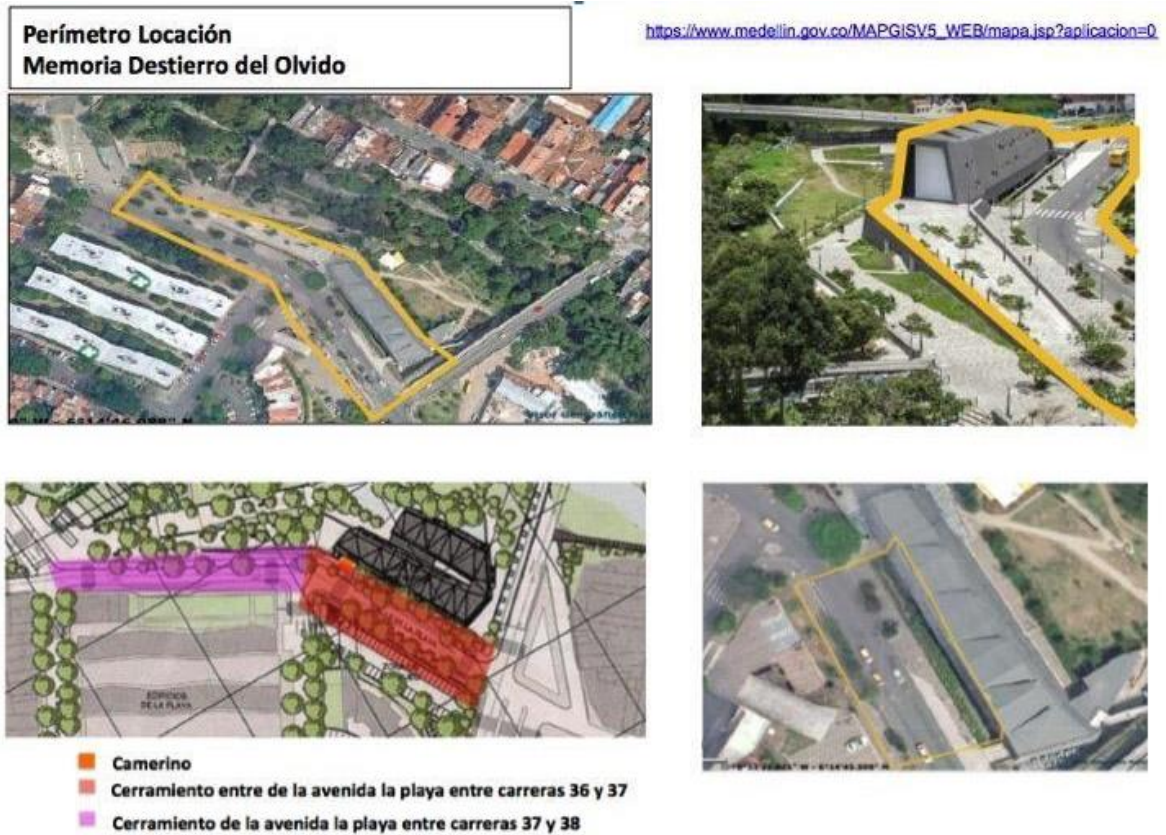 Perímetro Locación
Memoria Destierro del Olvido
https://www.medellin.gov.co/MAPGISV5_WEB/mapa.jsp?aplicacion=0
EDIFICIOS
DE LA PLAYA
Camerino
Cerramiento entre de la avenida la playa entre carreras 36 y 37
Cerramiento de la avenida la playa entre carreras 37 y 38